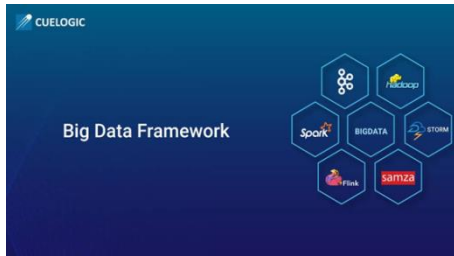 CUELOGIC
Big Data Framework
hadoop
Spark
BIGDATA
STORM
Flink
samza